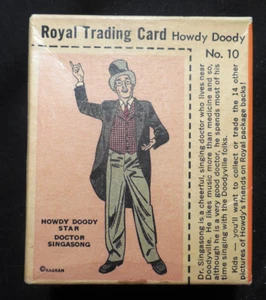 Royal Trading Card Howdy Doody
No. 10
HOWDY DOODY
STAR
DOCTOR
SINGASONG
©KAGRAN
Dr. Singasong is a cheerful, singing doctor who lives near
Doodyville. He likes music more than medicine and so,
although he is a very good doctor, he spends most of his
time singing with the Doodyville folks.
Kids — you'll want to collect or trade the 14 other
pictures of Howdy's friends on Royal package backs!